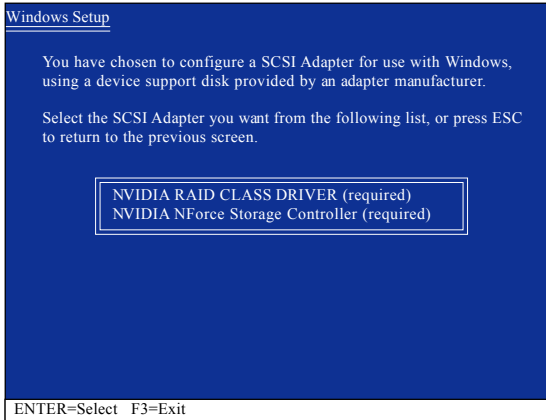 Windows Setup
You have chosen to configure a SCSI Adapter for use with Windows,
using a device support disk provided by an adapter manufacturer.
Select the SCSI Adapter you want from the following list, or press ESC
to return to the previous screen.
NVIDIA RAID CLASS DRIVER (required)
NVIDIA NForce Storage Controller (required)
ENTER=Select F3=Exit